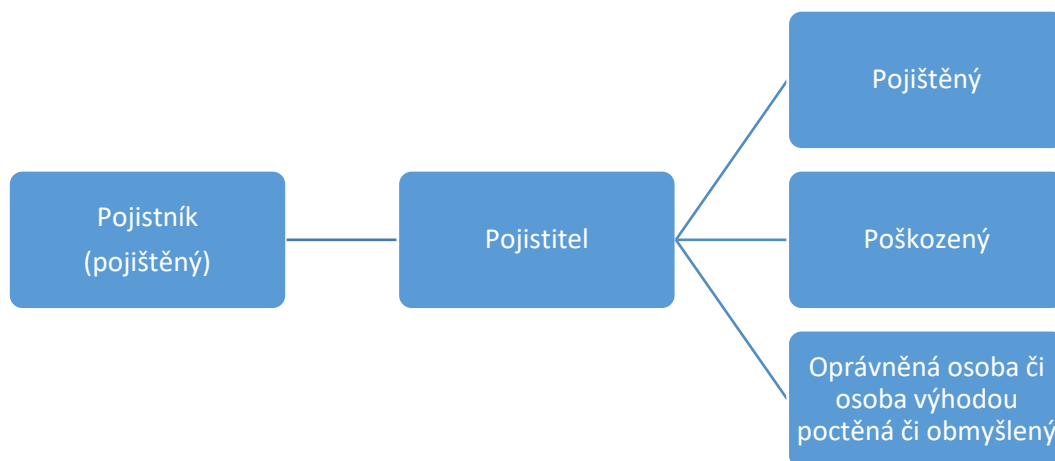 Pojistník
(pojištěný)
Pojistitel
Pojištěný
Poškozený
Oprávněná osoba či
osoba výhodou
poctěná či obmyšlený